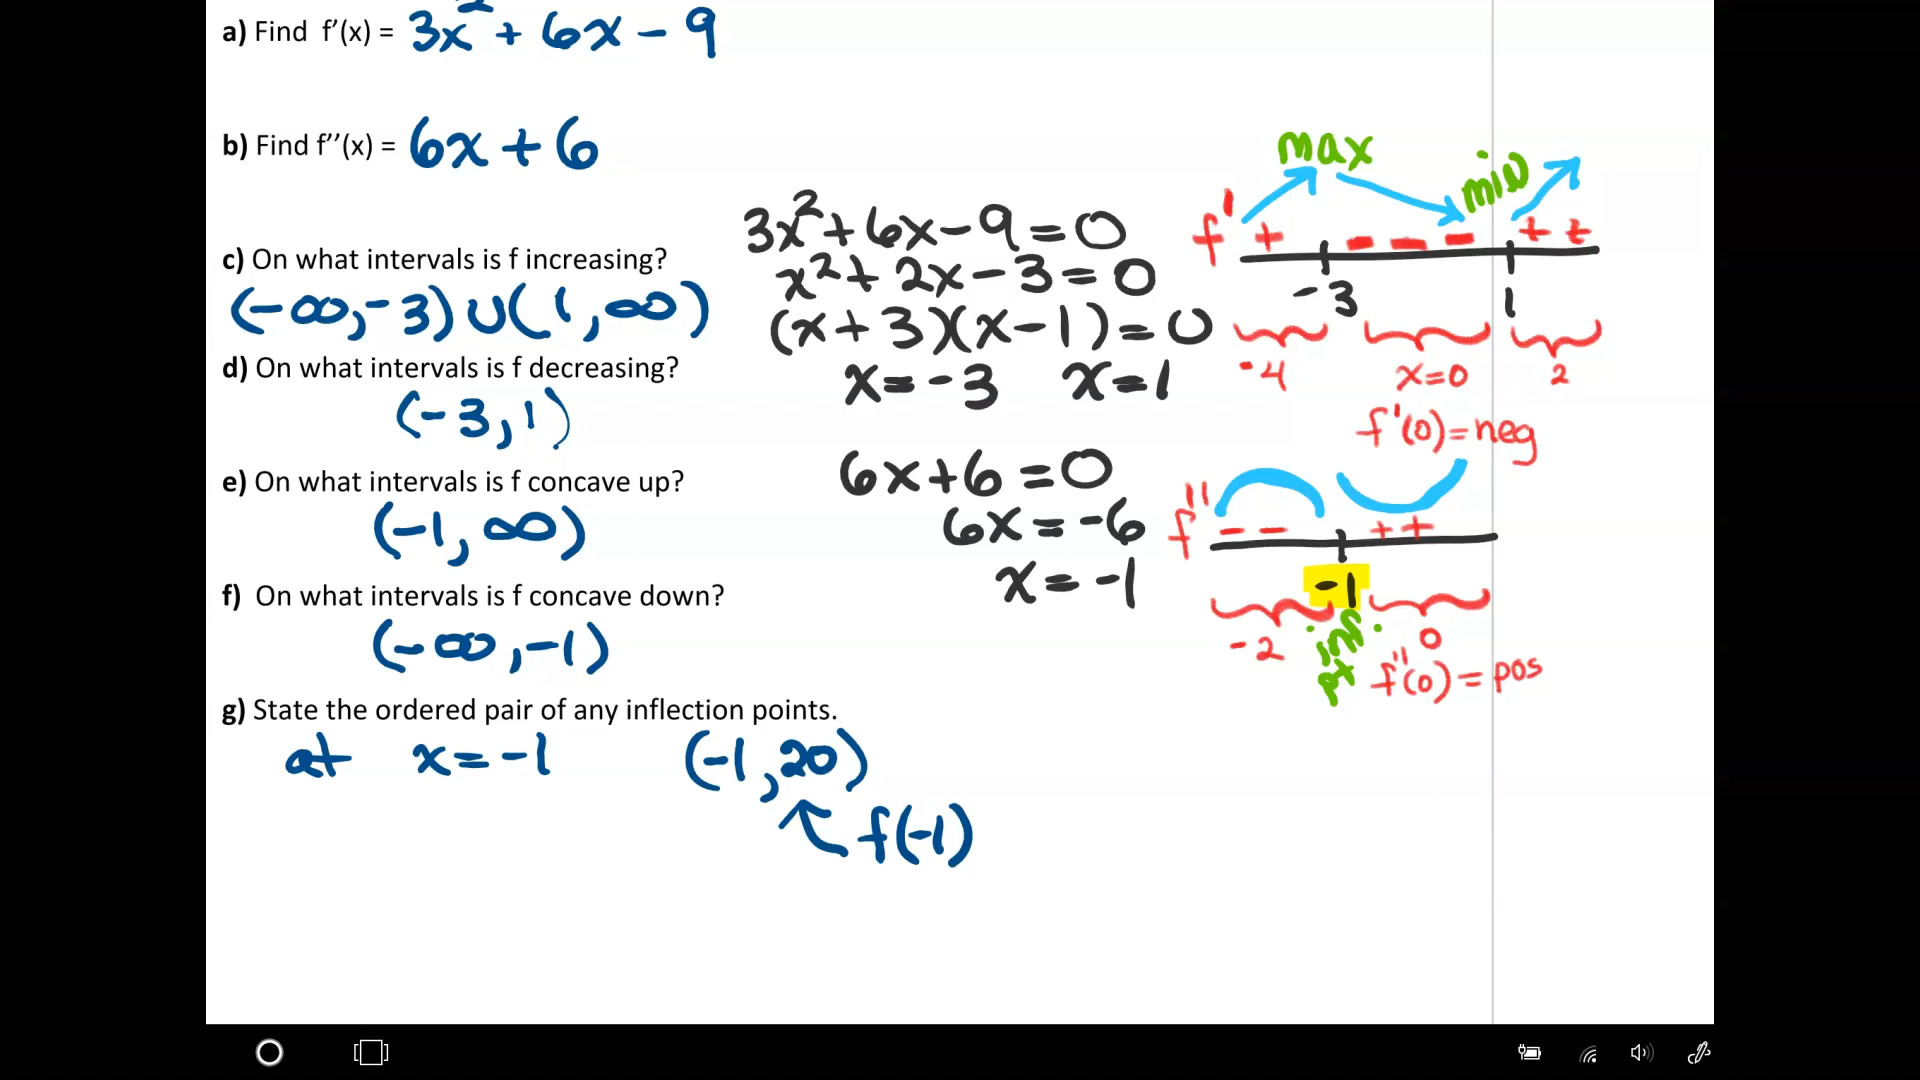 a) Find f'(x) = 3x² + 6x - 9
b) Find f''(x) = 6x + 6
c) On what intervals is f increasing?
(-∞,-3) ∪ (1,∞)
d) On what intervals is f decreasing?
(-3,1)
e) On what intervals is f concave up?
(-1,∞)
f) On what intervals is f concave down?
(-∞,-1)
g) State the ordered pair of any inflection points.
at x=-1 (-1,20)
f(-1)
3x²+6x-9=0
x²+2x-3=0
(x+3)(x-1)=0
x=-3 x=1
6x+6=0
6x=-6
x=-1
max min
f' + - - - + +
-3 1
-4 x=0 2
f'(0)=neg
f'' - - + +
-1
-2 inf. 0
pt f''(0)=pos